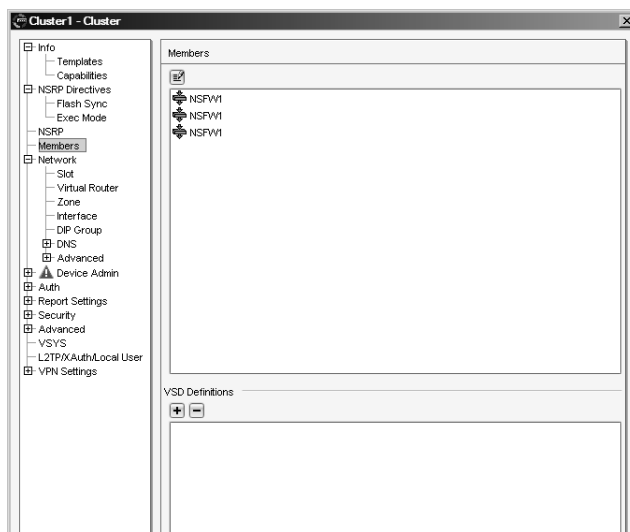 Cluster1 - Cluster
Info
Templates
Capabilities
NSRP Directives
Flash Sync
Exec Mode
NSRP
Members
Network
Slot
Virtual Router
Zone
Interface
DIP Group
DNS
Advanced
Device Admin
Auth
Report Settings
Security
Advanced
VSYS
L2TP/XAuth/Local User
VPN Settings
Members
NSFW1
NSFW1
NSFW1
VSD Definitions